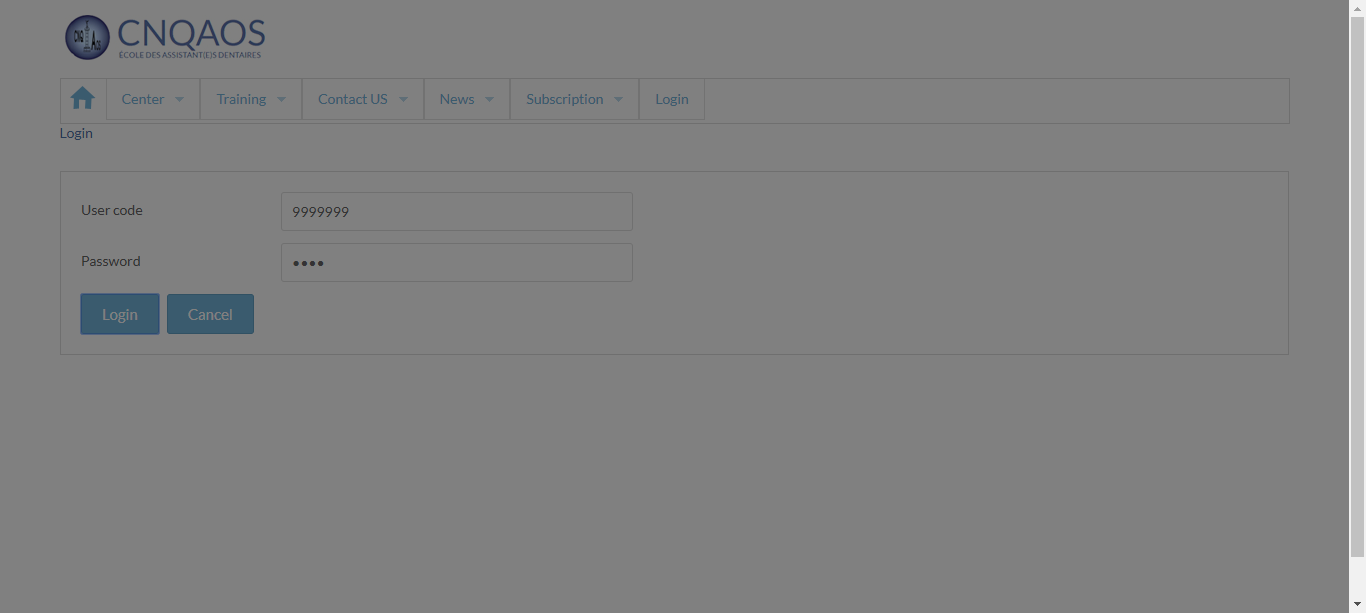 CNQAOS
ÉCOLE DES ASSISTANT(E)S DENTAIRES
Center Training Contact US News Subscription Login
Login
User code 9999999
Password ••••
Login Cancel